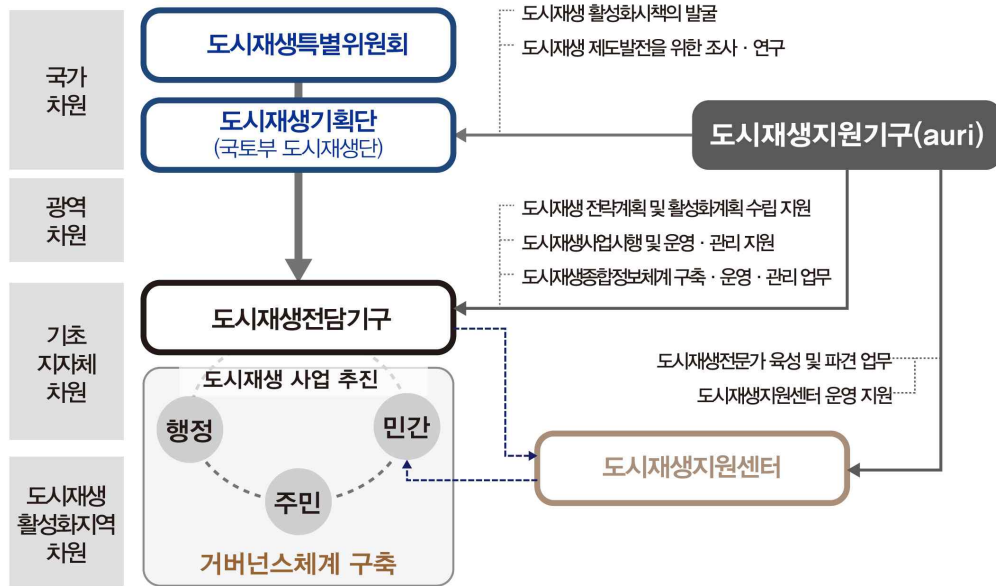 국가
차원
도시재생특별위원회
도시재생기획단
(국토부 도시재생단)
도시재생 활성화시책의 발굴
도시재생 제도발전을 위한 조사 · 연구
도시재생지원기구(auri)
광역
차원
도시재생 전략계획 및 활성화계획 수립 지원
도시재생사업시행 및 운영 · 관리 지원
도시재생종합정보체계 구축 · 운영 · 관리 업무
기초
지자체
차원
도시재생전담기구
도시재생 사업 추진
행정
민간
주민
거버넌스체계 구축
도시재생전문가 육성 및 파견 업무
도시재생지원센터 운영 지원
도시재생지원센터
도시재생
활성화지역
차원